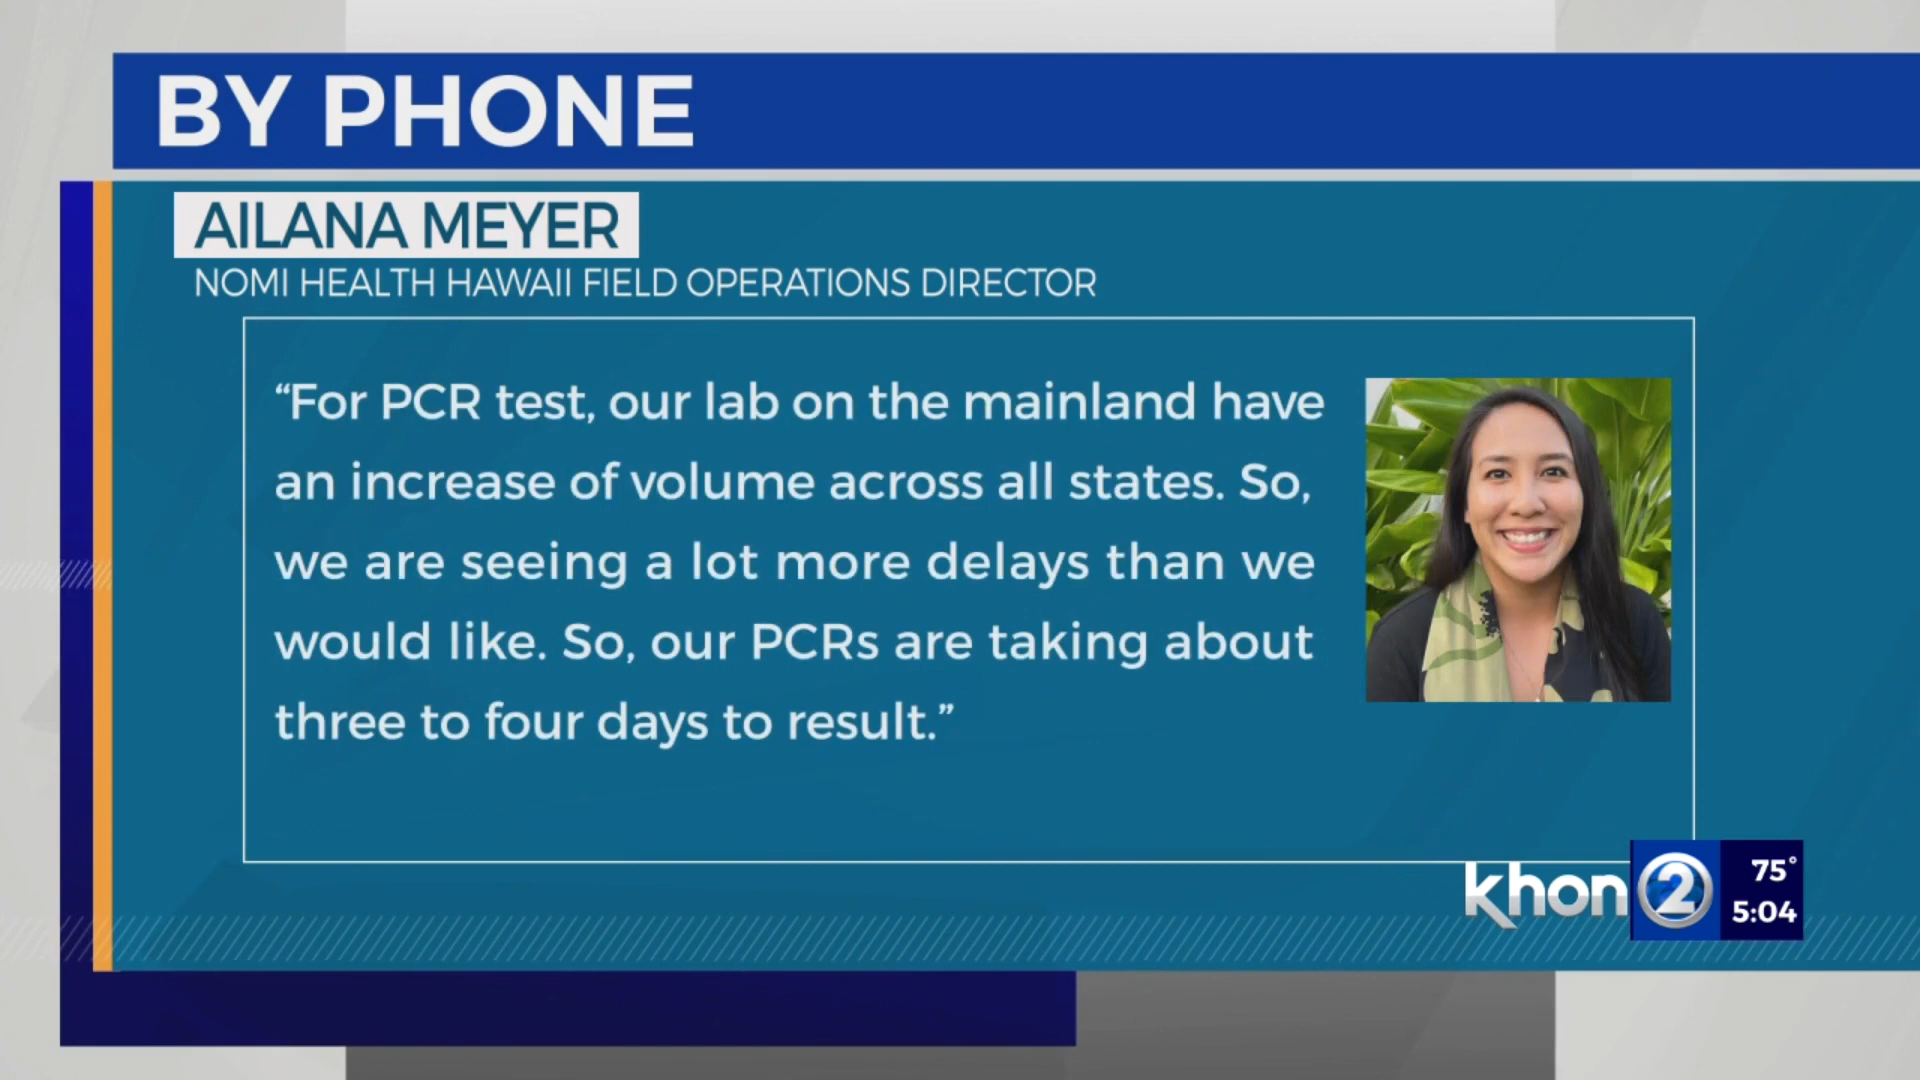 BY PHONE
AILANA MEYER
NOMI HEALTH HAWAII FIELD OPERATIONS DIRECTOR
“For PCR test, our lab on the mainland have
an increase of volume across all states. So,
we are seeing a lot more delays than we
would like. So, our PCRs are taking about
three to four days to result.”
khon 2
75°
5:04